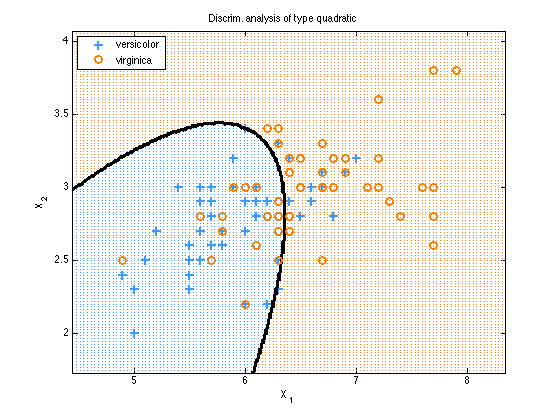 Discrim. analysis of type quadratic
versicolor
virginica
4
3.5
3
2.5
2
X2
5
6
7
8
X1